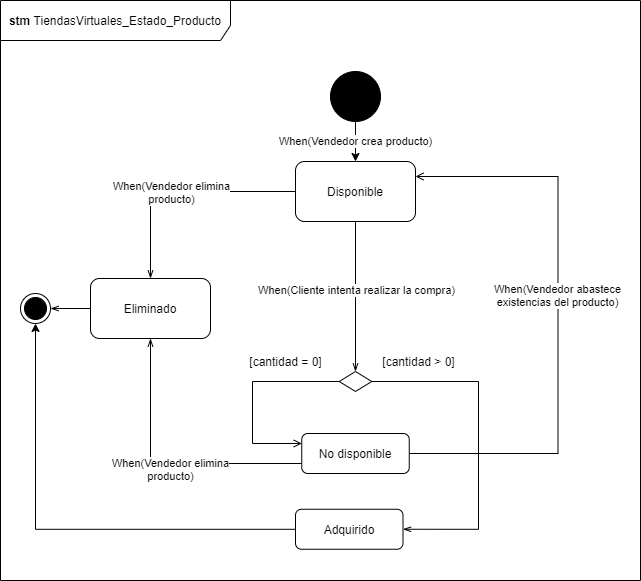 stm TiendasVirtuales_Estado_Producto
When(Vendedor crea producto)
Disponible
When(Vendedor elimina
producto)
When(Cliente intenta realizar la compra)
When(Vendedor abastece
existencias del producto)
Eliminado
[cantidad = 0]
[cantidad > 0]
No disponible
When(Vendedor elimina
producto)
Adquirido